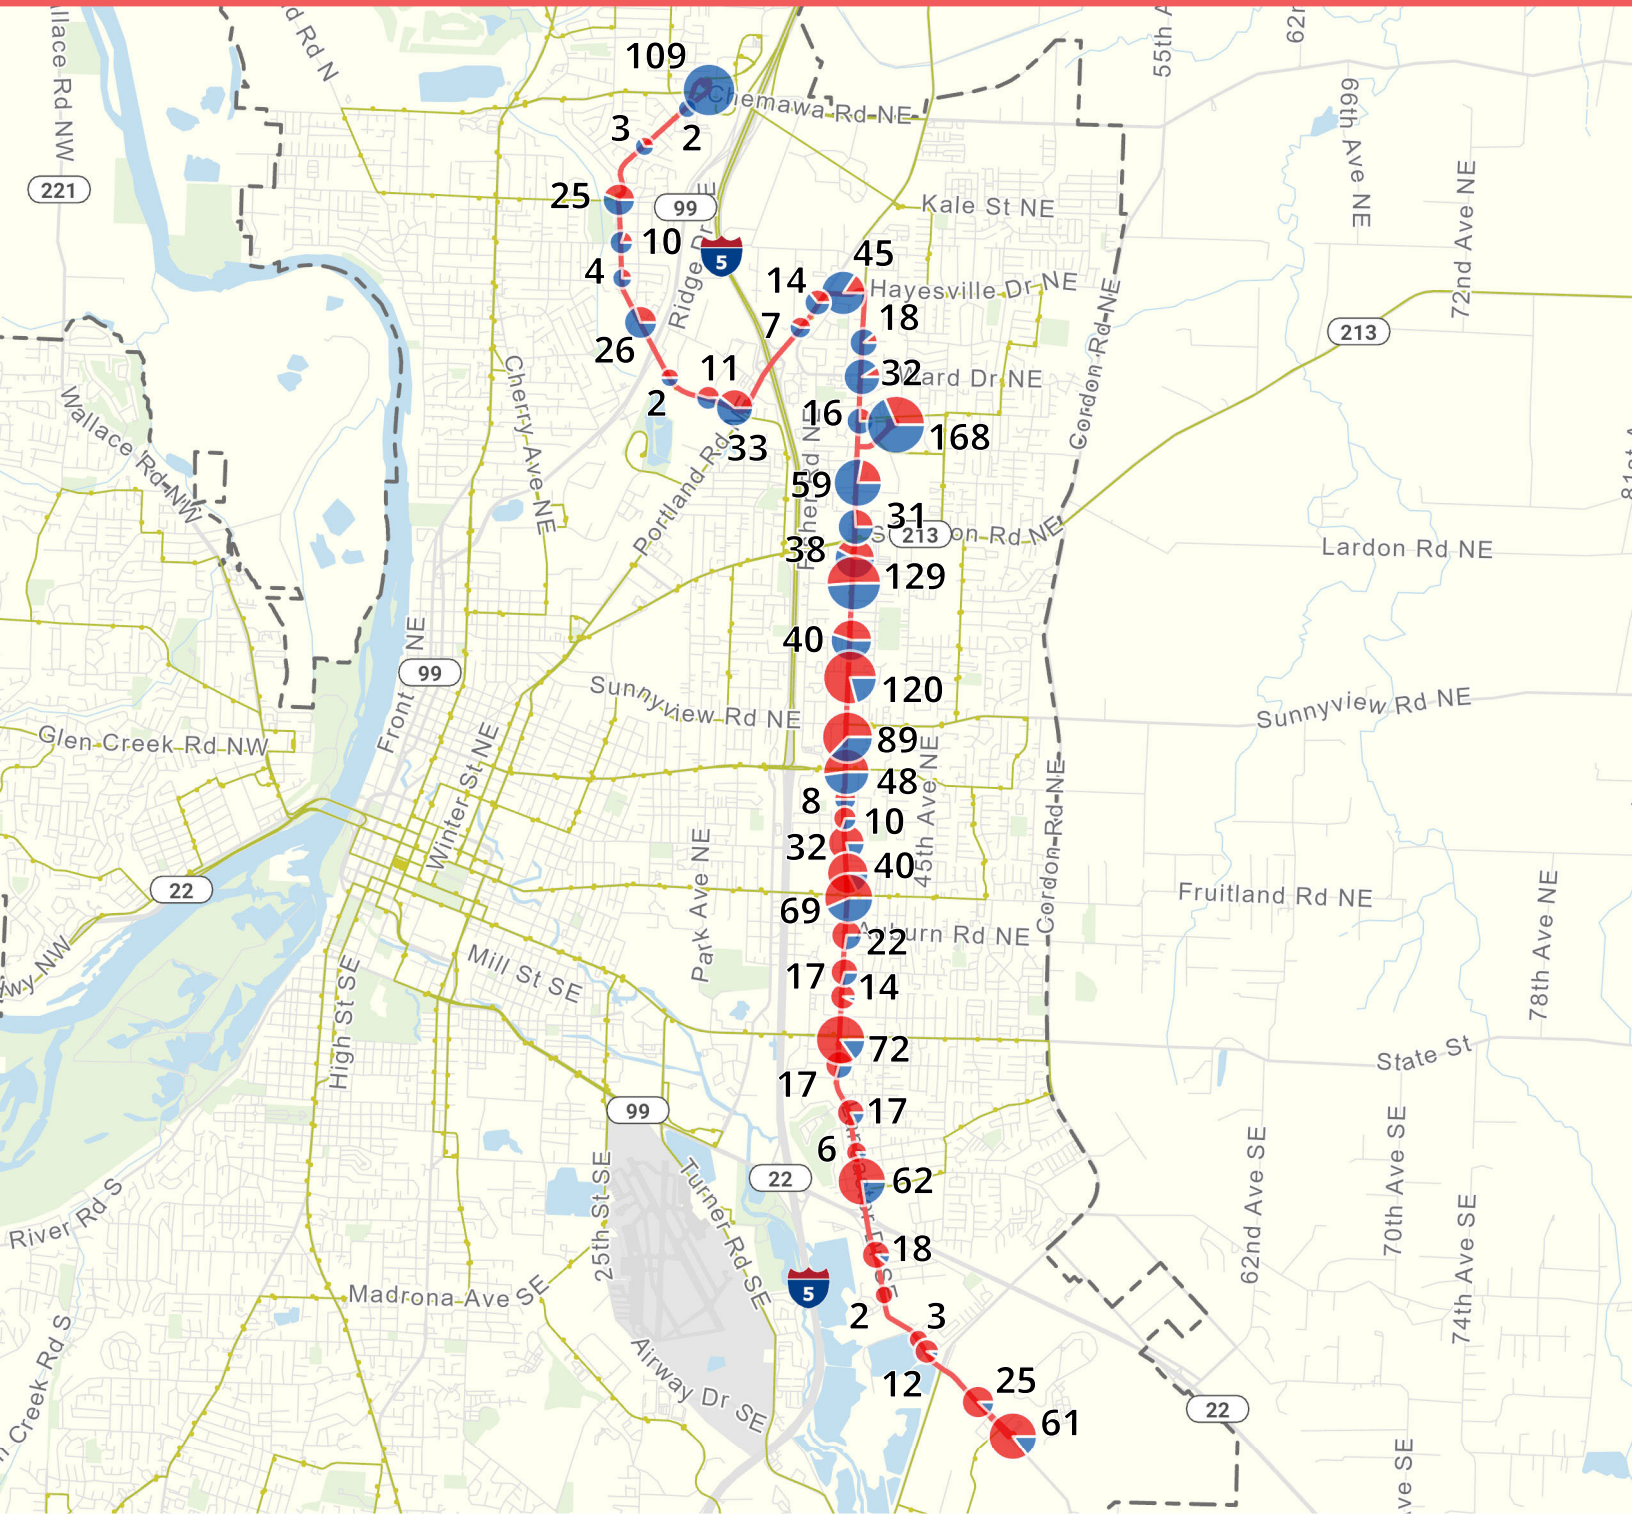 109
Chemawa Rd NE
3
2
221
25
99
Kale St NE
10
5
4
14
45
Hayesville Dr NE
7
18
26
213
11
32
Ward Dr NE
2
16
168
33
59
31
213
38
Lardon Rd NE
129
40
99
120
Sunnyview Rd NE
Sunnyview Rd NE
Glen Creek Rd NW
89
48
8
10
32
40
22
69
Fruitland Rd NE
Auburn Rd NE
22
17
14
Mill St SE
72
State St
17
99
17
6
22
62
River Rd S
18
5
Madrona Ave SE
2
3
12
25
22
61
Wallace Rd NW
Wallace Rd NW
Cherry Ave NE
Portland Rd
Front
NE
Winter St NE
High St SE
Park Ave NE
45th Ave NE
Cordon Rd NE
Cordon Rd NE
66th Ave NE
72nd Ave NE
78th Ave NE
62nd Ave SE
70th Ave SE
74th Ave SE
25th St SE
Turner Rd SE
Airway Dr SE
Creek Rd S